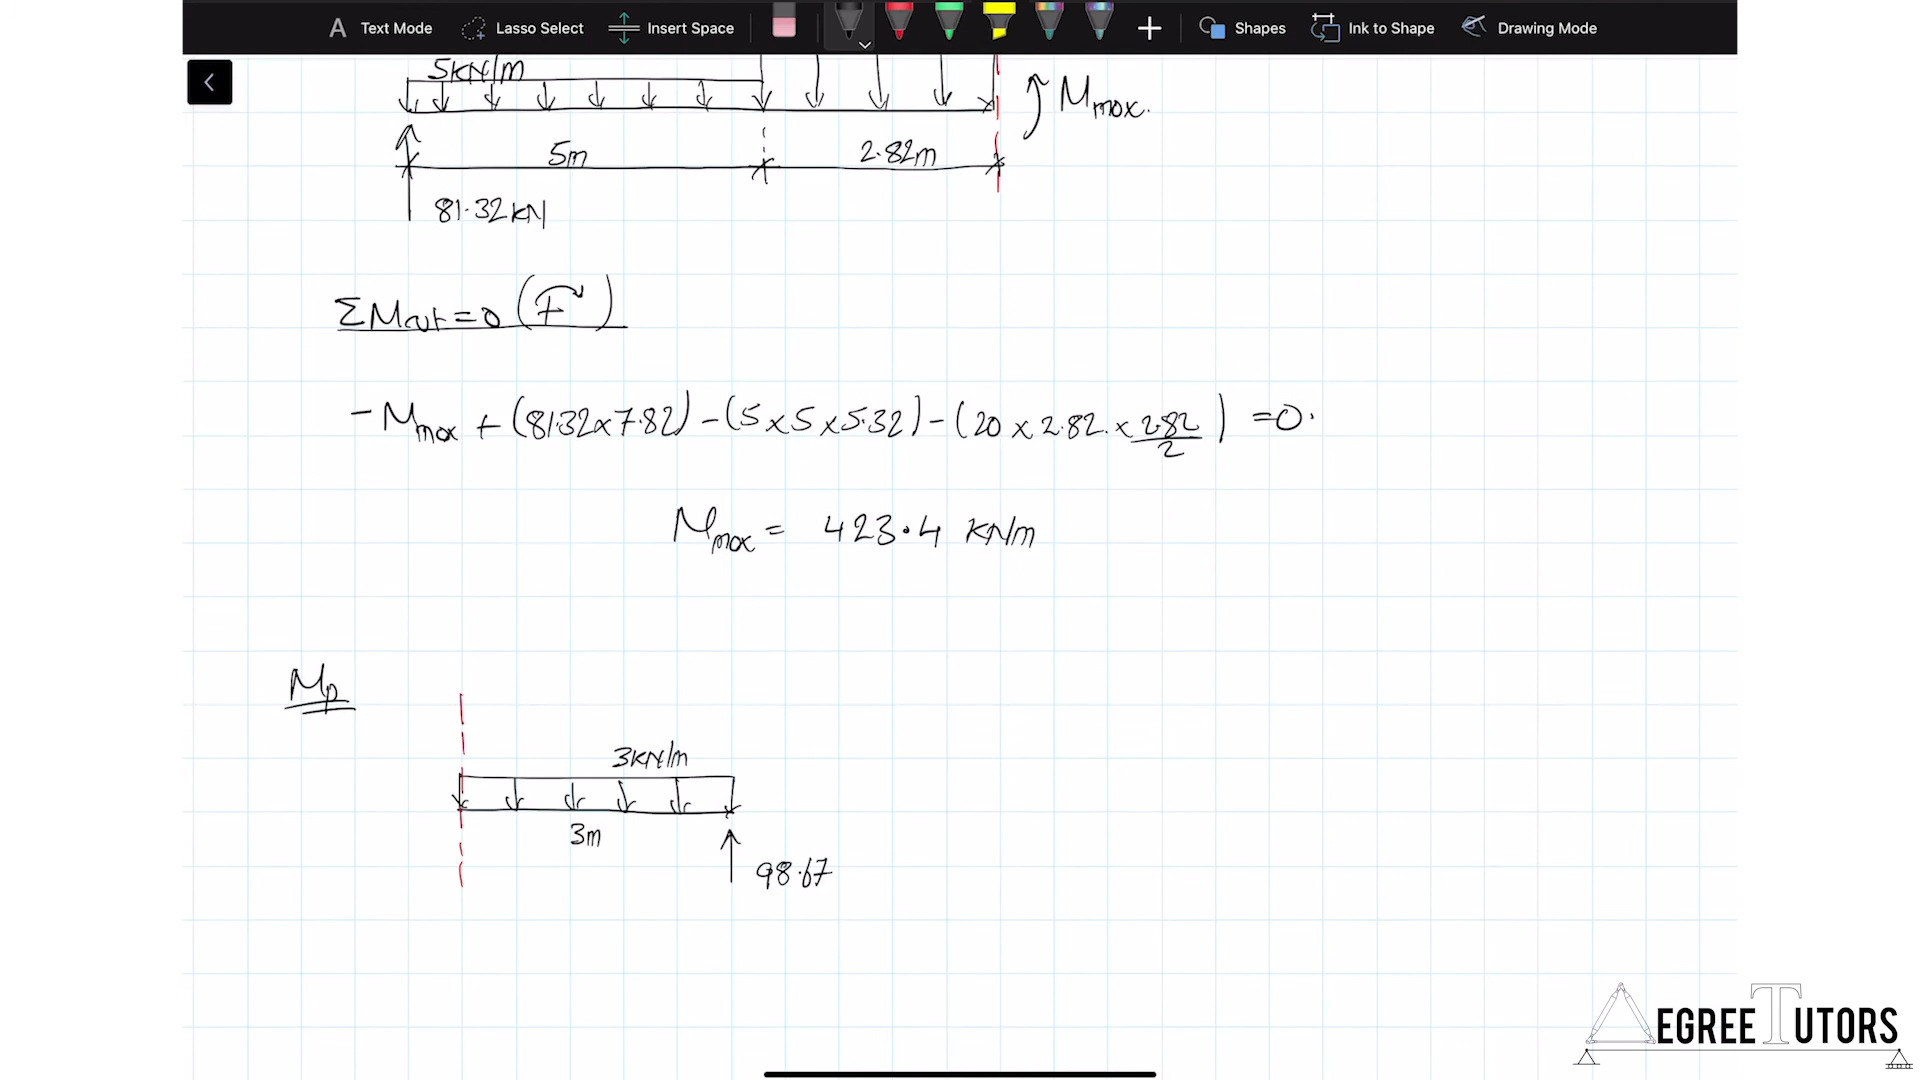 Text Mode Lasso Select Insert Space Shapes Ink to Shape Drawing Mode
5KN/m
Mmax.
5m 2.82m
81.32KN
ΣMcut=0 (+)
-Mmax + (81.32x7.82) - (5x5x5.32) - (20 x 2.82. x 2.82/2) =0.
Mmax = 423.4 KN/m
Mp
3KN/m
3m
98.67
DEGREE TUTORS